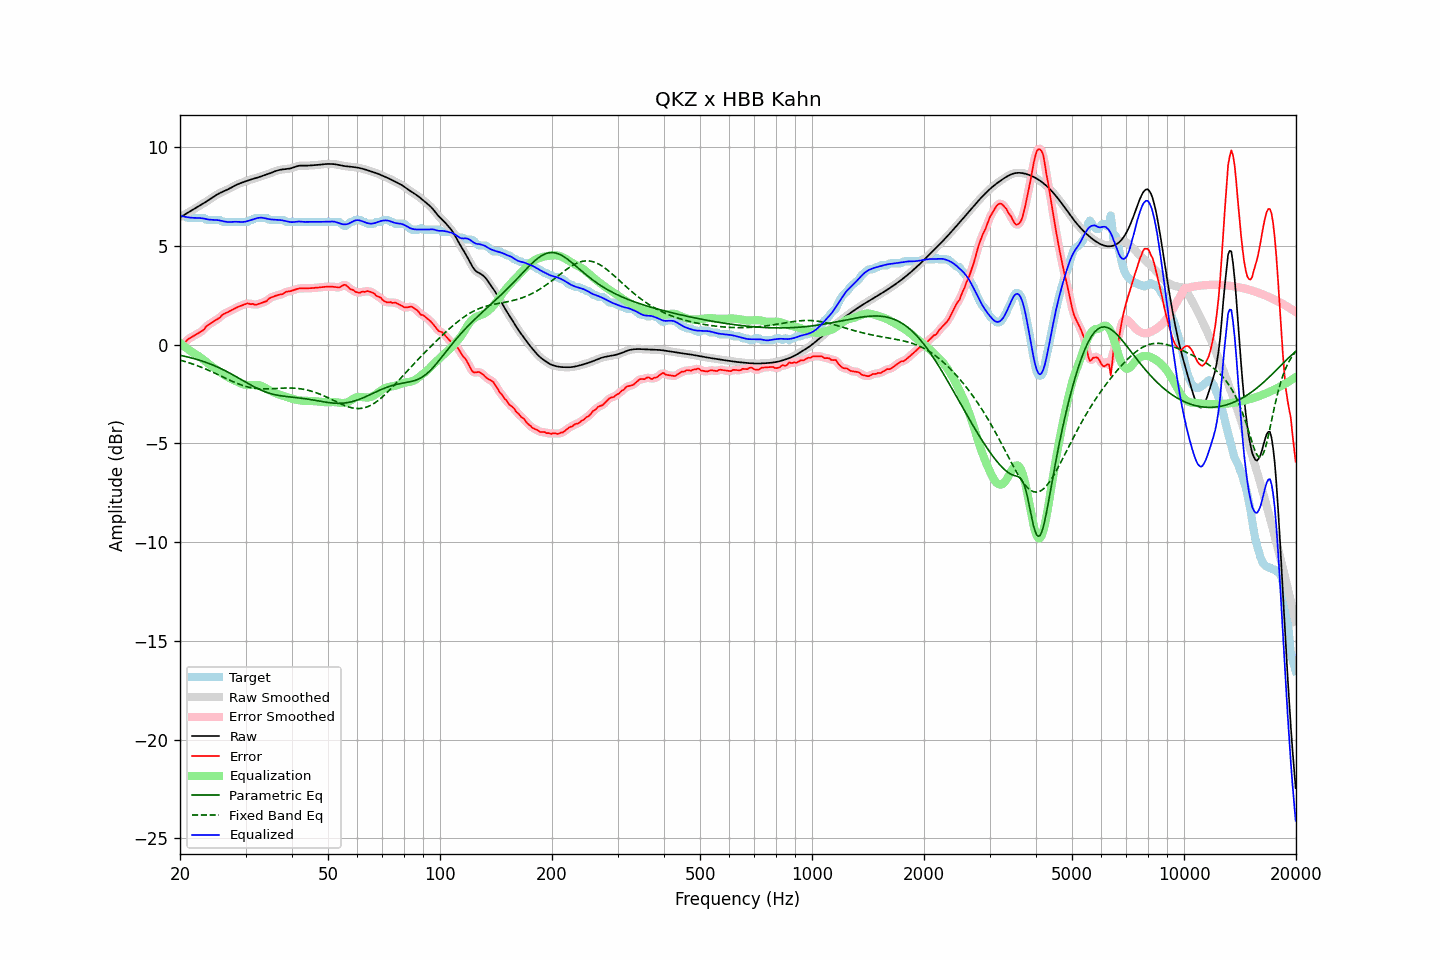 QKZ x HBB Kahn
Amplitude (dBr)
10
5
0
−5
−10
−15
−20
−25
Target
Raw Smoothed
Error Smoothed
Raw
Error
Equalization
Parametric Eq
Fixed Band Eq
Equalized
20 50 100 200 500 1000 2000 5000 10000 20000
Frequency (Hz)